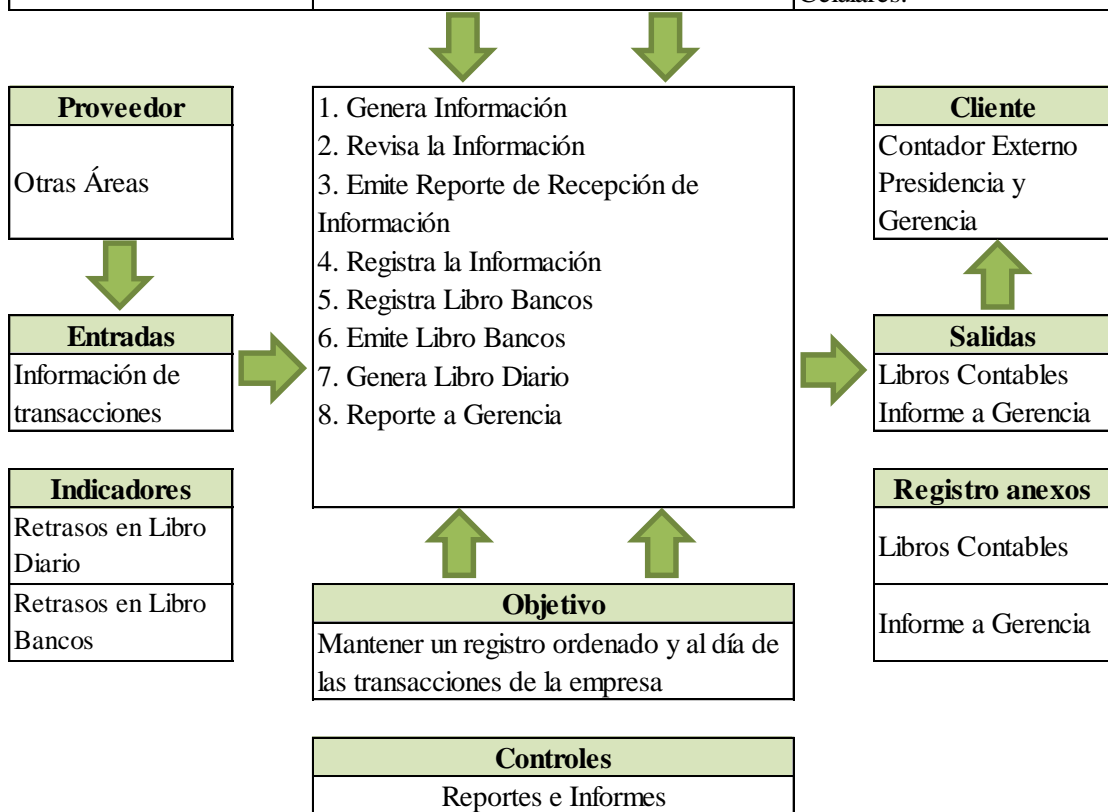 Celulares.
Proveedor
Otras Áreas
1. Genera Información
2. Revisa la Información
3. Emite Reporte de Recepción de
Información
4. Registra la Información
5. Registra Libro Bancos
6. Emite Libro Bancos
7. Genera Libro Diario
8. Reporte a Gerencia
Cliente
Contador Externo
Presidencia y
Gerencia
Entradas
Información de
transacciones
Salidas
Libros Contables
Informe a Gerencia
Indicadores
Retrasos en Libro
Diario
Retrasos en Libro
Bancos
Registro anexos
Libros Contables
Informe a Gerencia
Objetivo
Mantener un registro ordenado y al día de
las transacciones de la empresa
Controles
Reportes e Informes